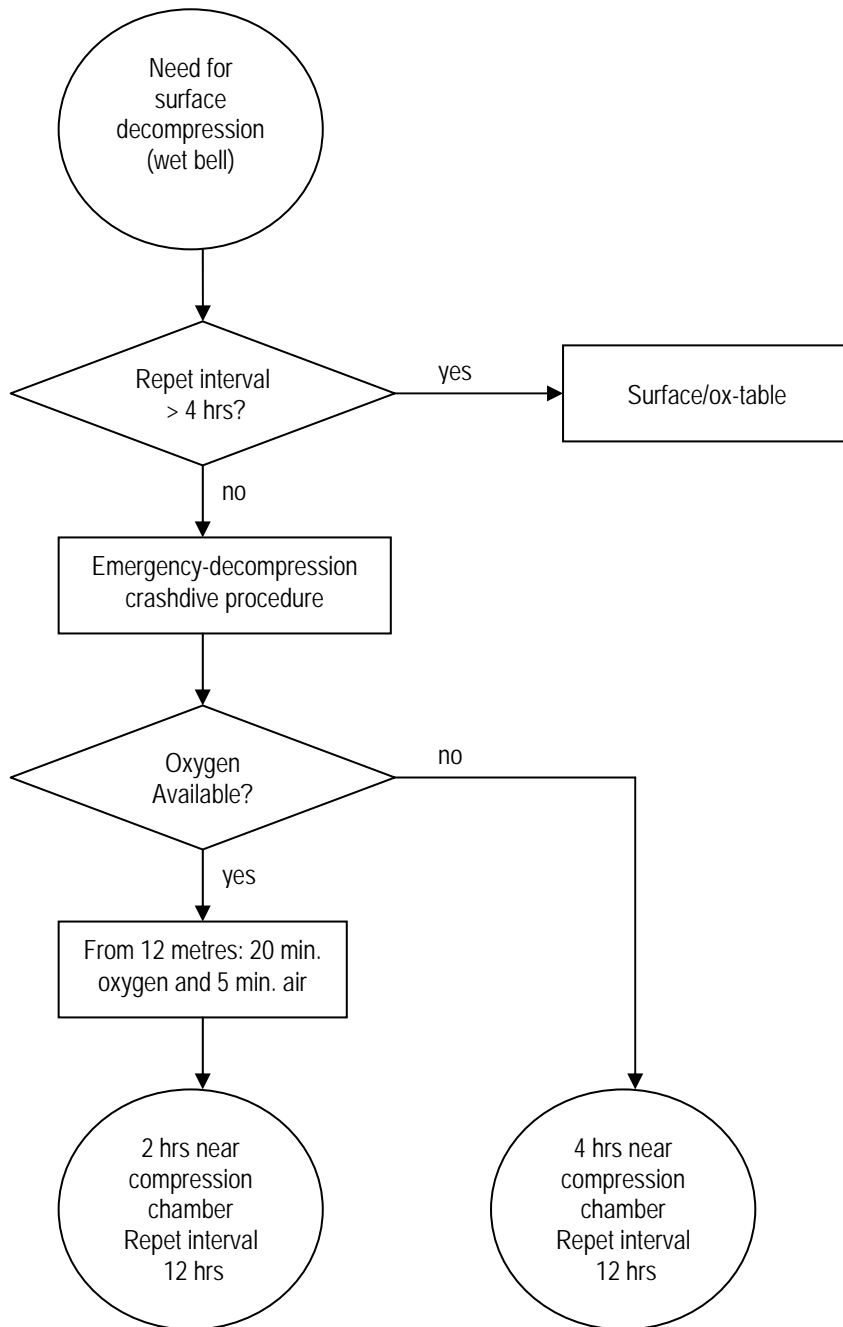 Need for
surface
decompression
(wet bell)
Repet interval
> 4 hrs?
yes
Surface/ox-table
no
Emergency-decompression
crashdive procedure
Oxygen
Available?
no
yes
From 12 metres: 20 min.
oxygen and 5 min. air
2 hrs near
compression
chamber
Repet interval
12 hrs
4 hrs near
compression
chamber
Repet interval
12 hrs